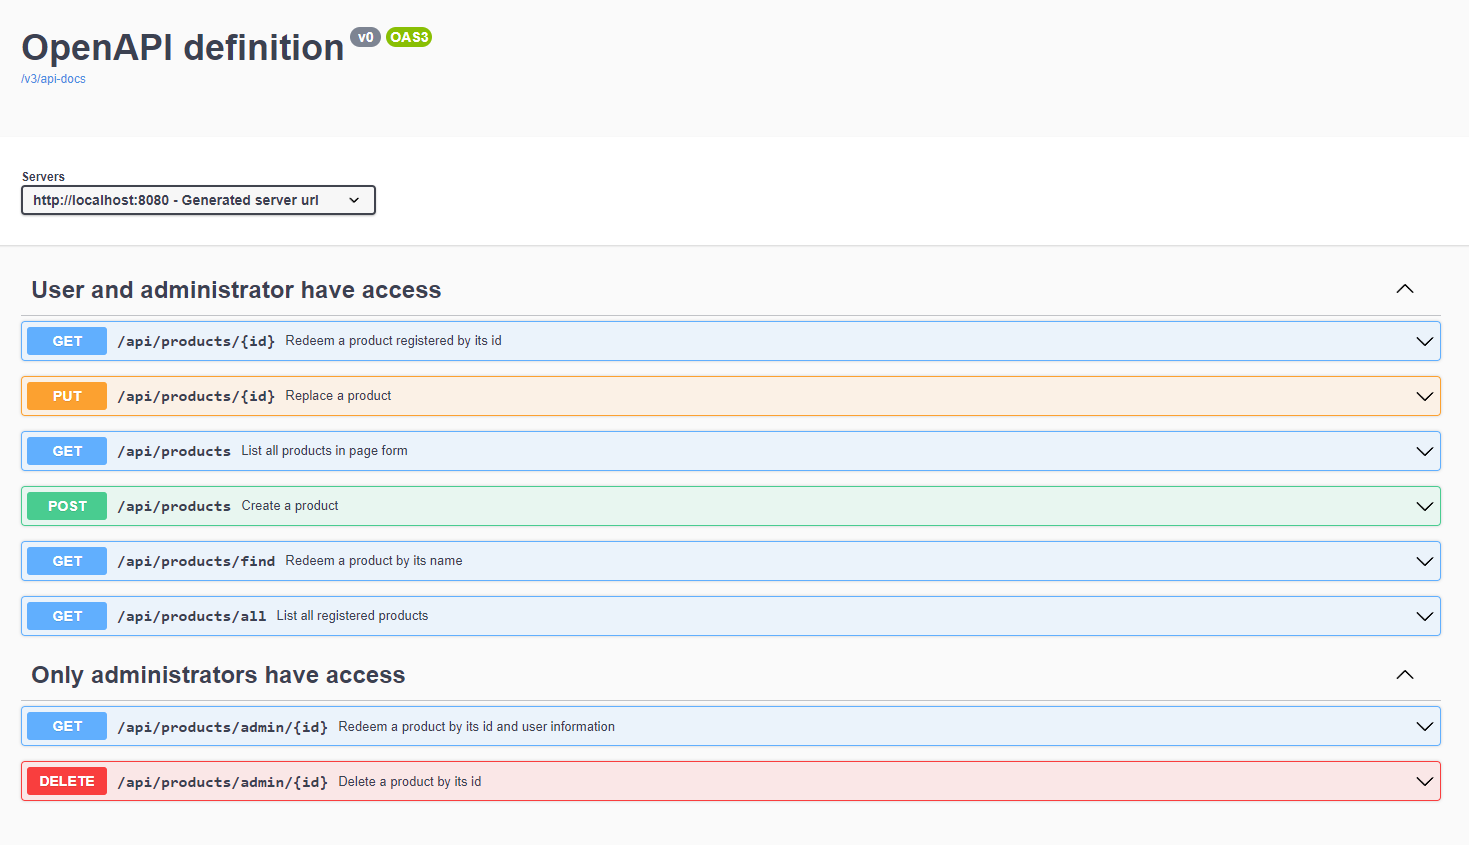 OpenAPI definition v0 OAS3
/v3/api-docs
Servers
http://localhost:8080 - Generated server url
User and administrator have access
GET /api/products/{id} Redeem a product registered by its id
PUT /api/products/{id} Replace a product
GET /api/products List all products in page form
POST /api/products Create a product
GET /api/products/find Redeem a product by its name
GET /api/products/all List all registered products
Only administrators have access
GET /api/products/admin/{id} Redeem a product by its id and user information
DELETE /api/products/admin/{id} Delete a product by its id